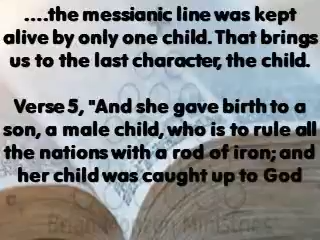 ....the messianic line was kept
alive by only one child. That brings
us to the last character, the child.
Verse 5, "And she gave birth to a
son, a male child, who is to rule all
the nations with a rod of iron; and
her child was caught up to God